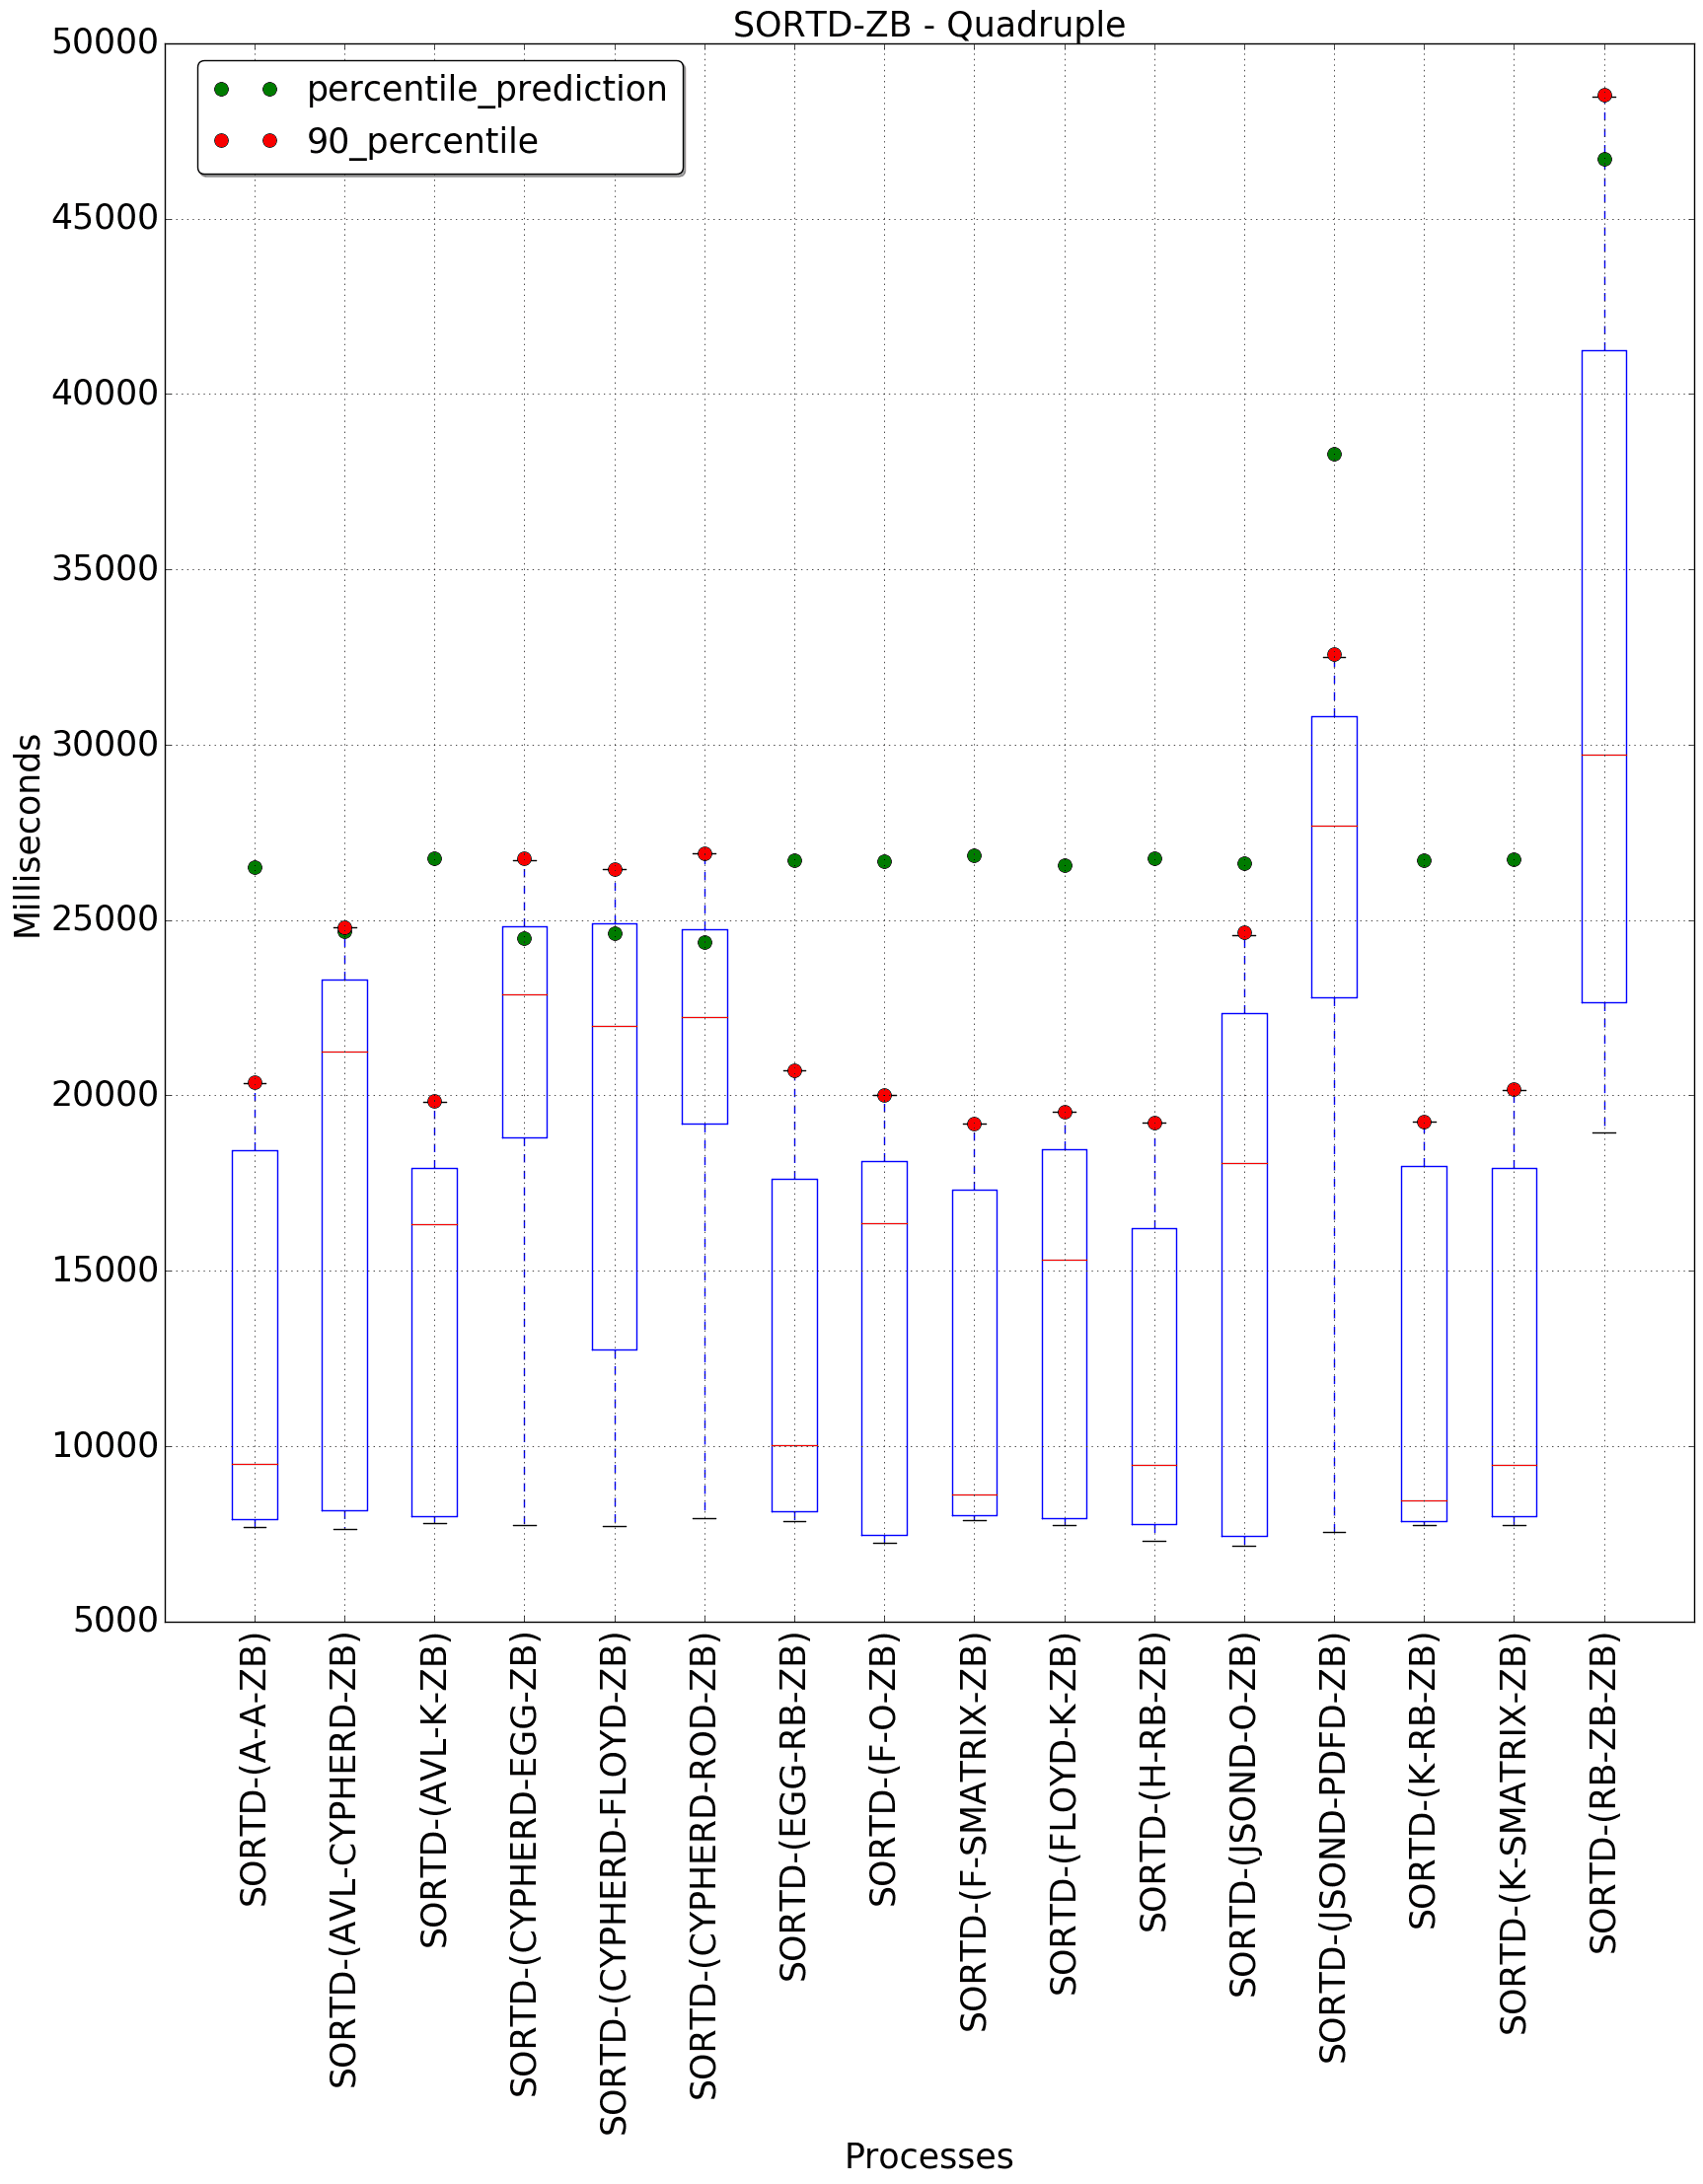 SORTD-ZB - Quadruple
percentile_prediction
90_percentile
50000
45000
40000
35000
30000
25000
20000
15000
10000
5000
Milliseconds
SORTD-(A-A-ZB)
SORTD-(AVL-CYPHERD-ZB)
SORTD-(AVL-K-ZB)
SORTD-(CYPHERD-EGG-ZB)
SORTD-(CYPHERD-FLOYD-ZB)
SORTD-(CYPHERD-ROD-ZB)
SORTD-(EGG-RB-ZB)
SORTD-(F-O-ZB)
SORTD-(F-SMATRIX-ZB)
SORTD-(FLOYD-K-ZB)
SORTD-(H-RB-ZB)
SORTD-(JSOND-O-ZB)
SORTD-(JSOND-PDFD-ZB)
SORTD-(K-RB-ZB)
SORTD-(K-SMATRIX-ZB)
SORTD-(RB-ZB-ZB)
Processes